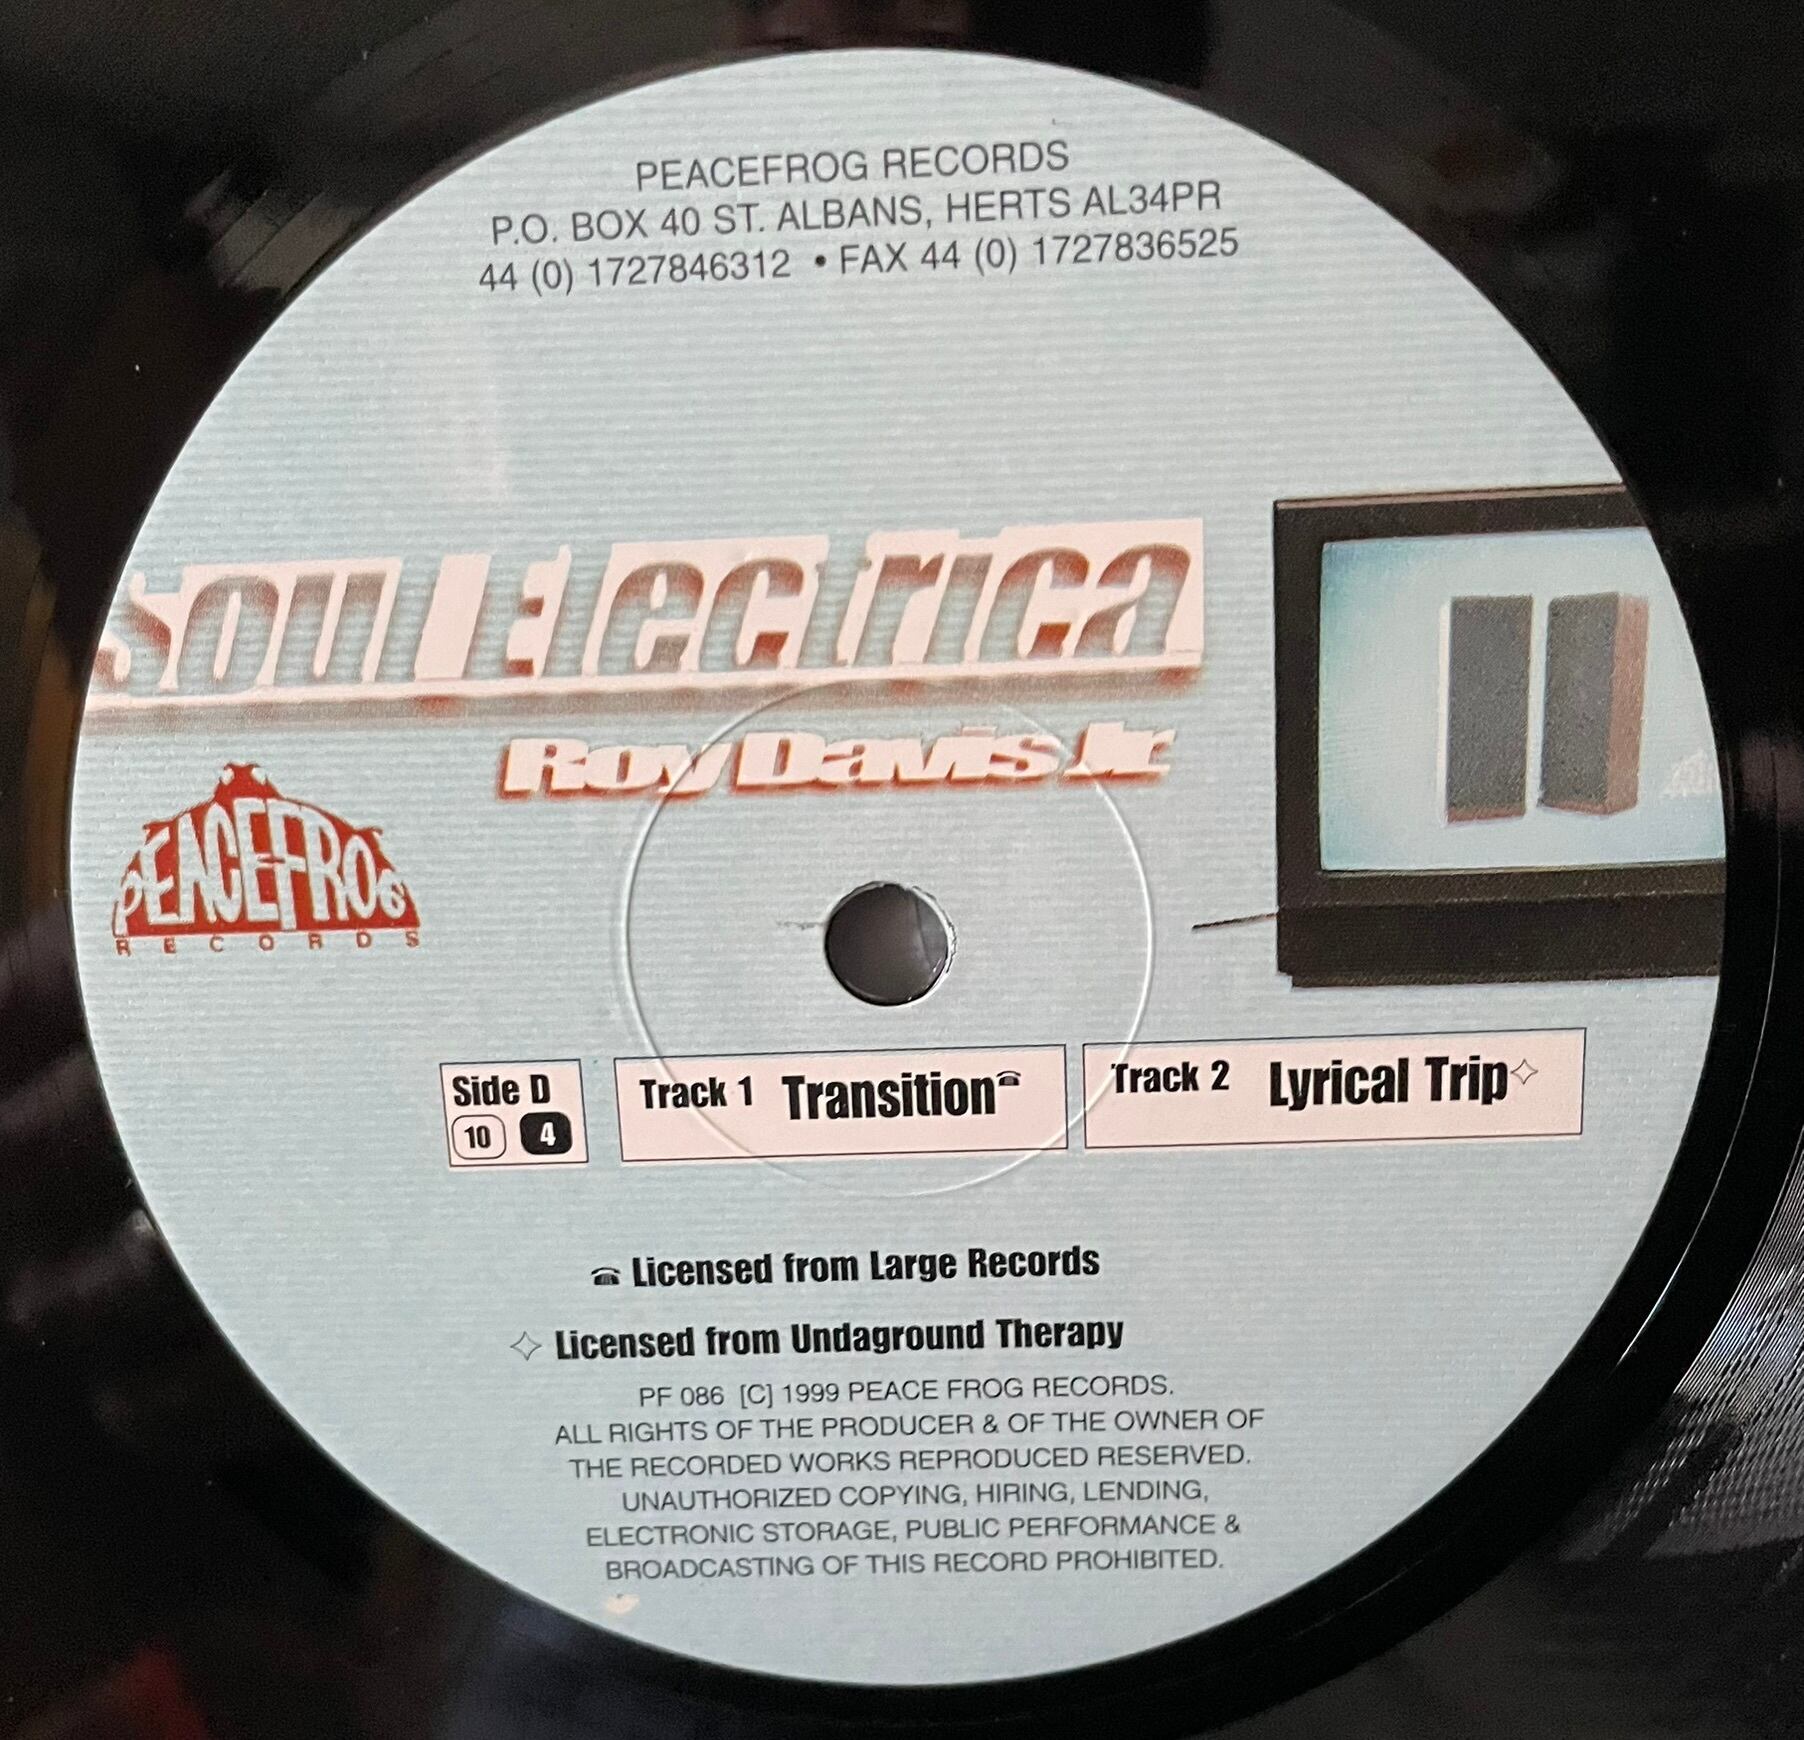 PEACEFROG RECORDS
P.O. BOX 40 ST. ALBANS, HERTS AL34PR
44 (0) 1727846312 • FAX 44 (0) 1727836525
Soul Electrica
Roy Davis Jr.
PEACEFROG
RECORDS
Side D
10 4
Track 1 Transition
Track 2 Lyrical Trip
Licensed from Large Records
Licensed from Undaground Therapy
PF 086 [C] 1999 PEACE FROG RECORDS.
ALL RIGHTS OF THE PRODUCER & OF THE OWNER OF
THE RECORDED WORKS REPRODUCED RESERVED.
UNAUTHORIZED COPYING, HIRING, LENDING,
ELECTRONIC STORAGE, PUBLIC PERFORMANCE &
BROADCASTING OF THIS RECORD PROHIBITED.